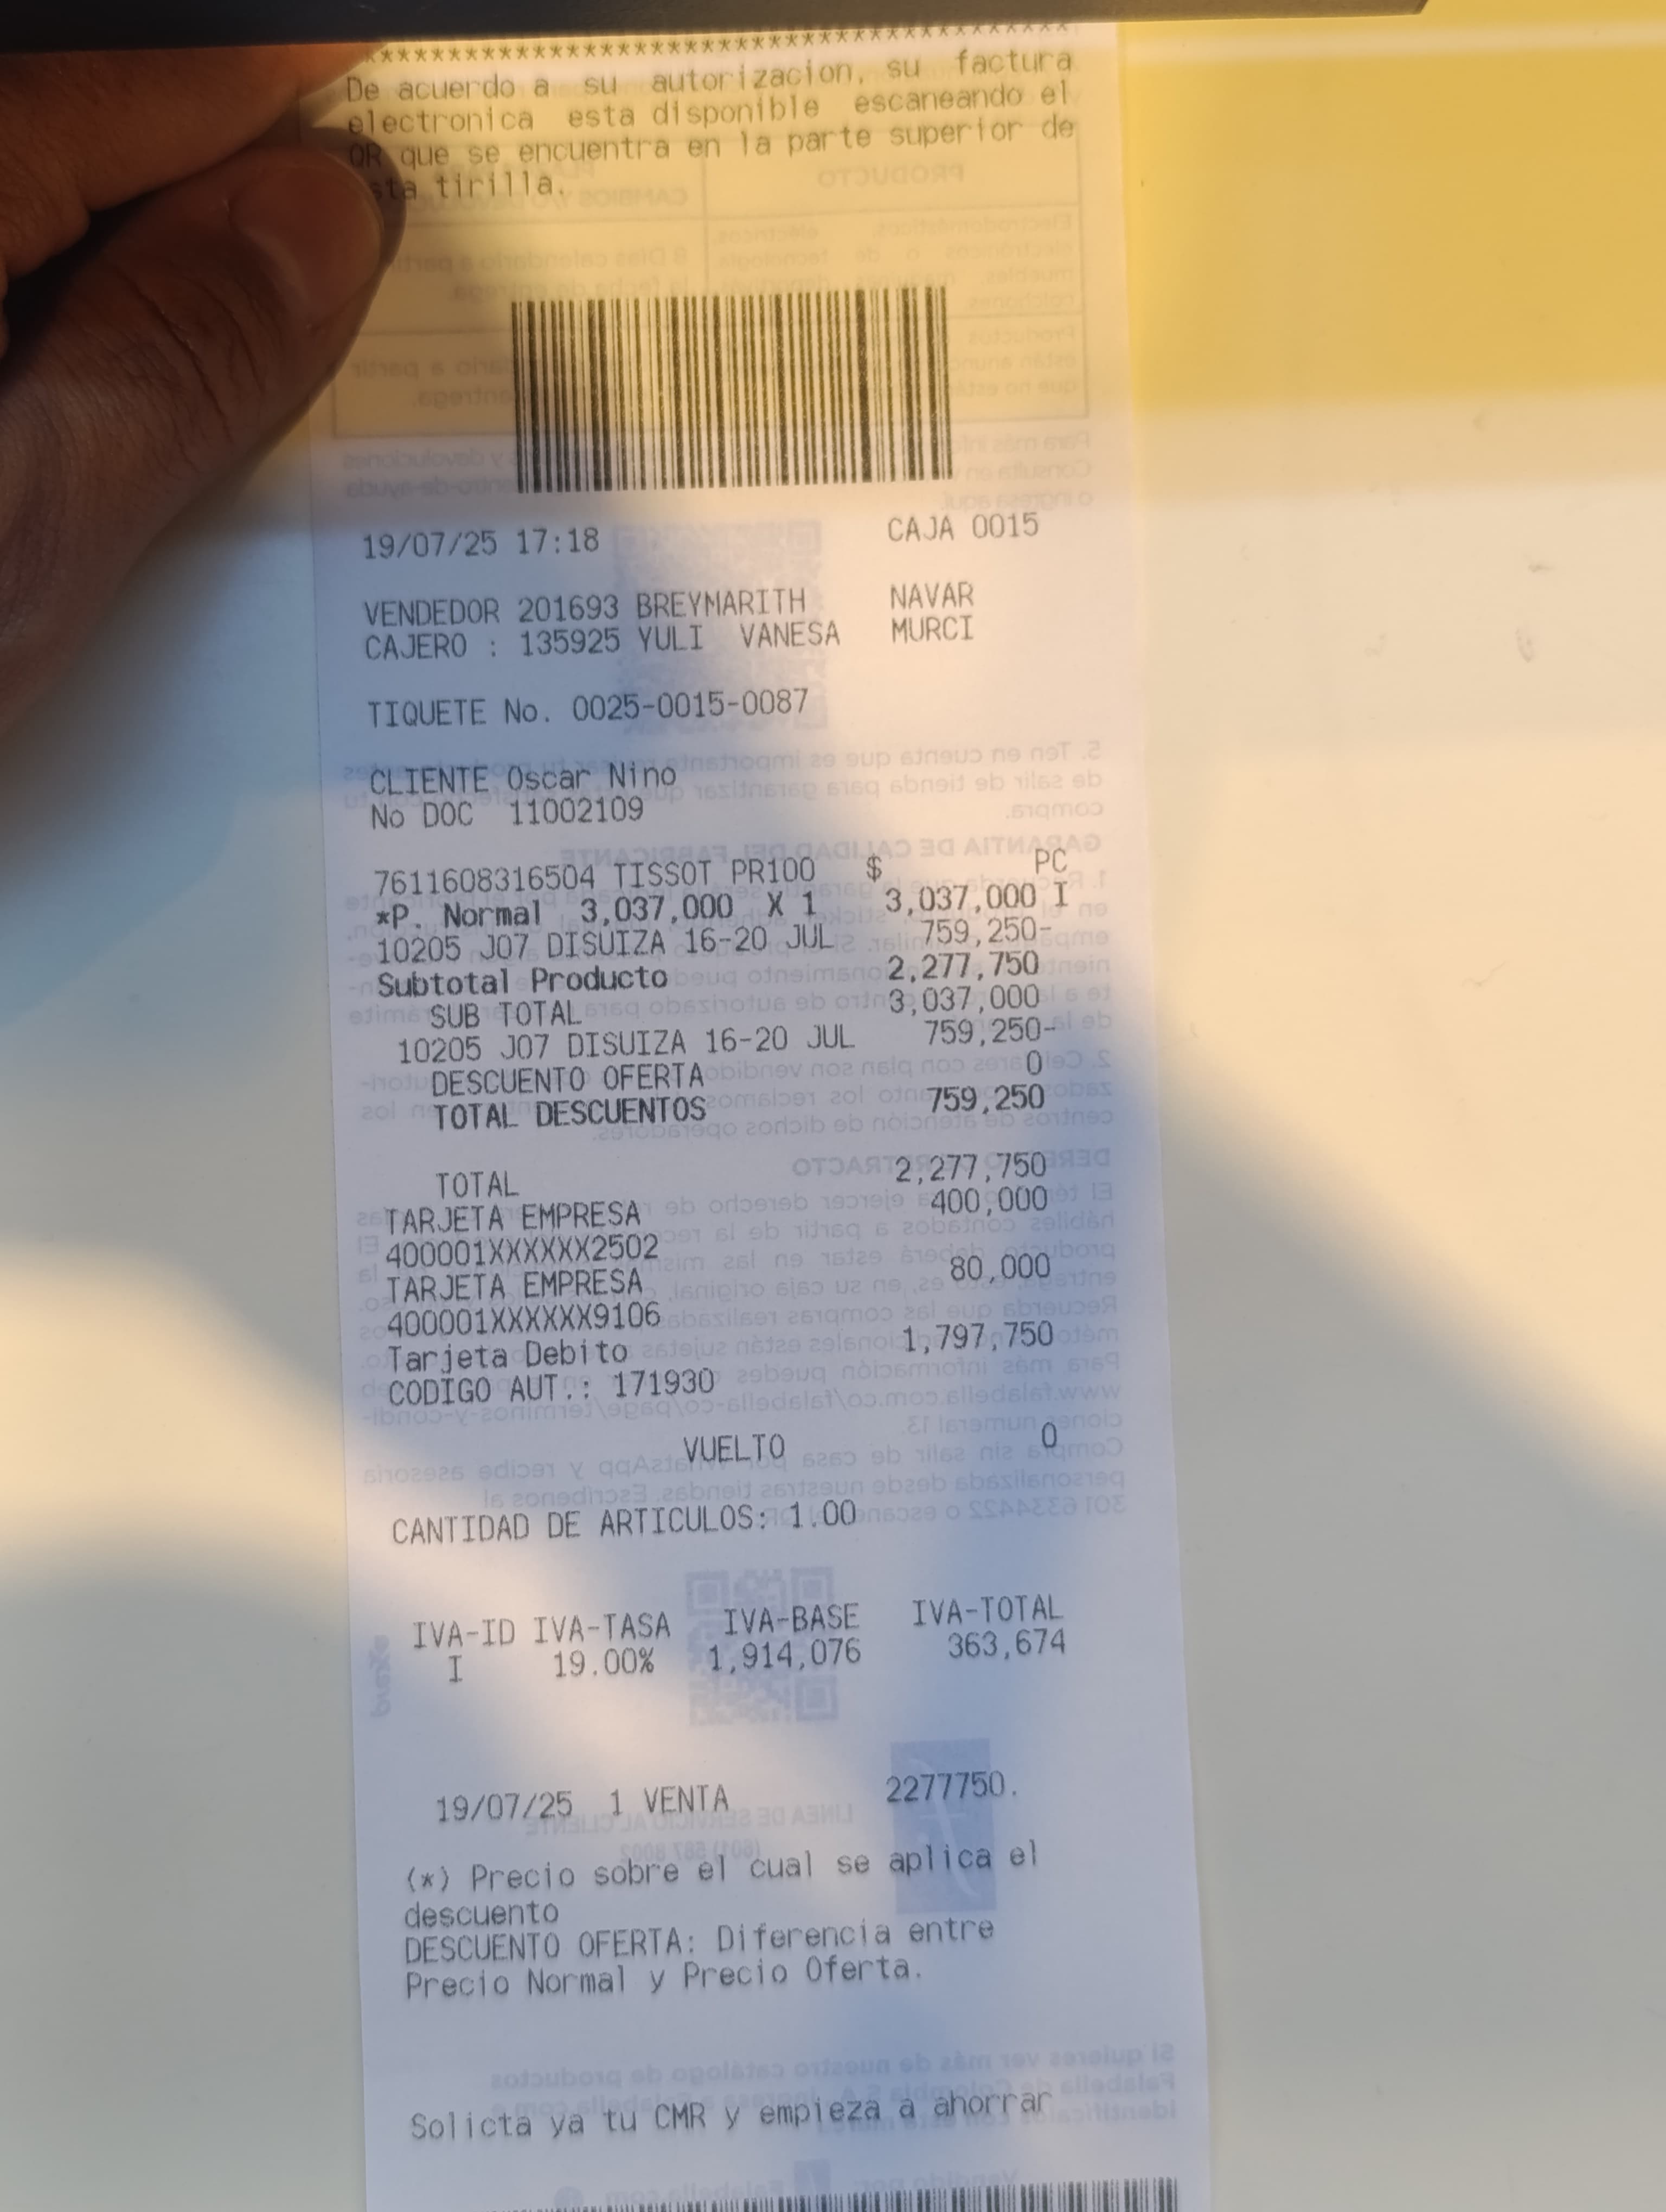 ****************************************
De acuerdo a su autorizacion, su factura
electronica esta disponible escaneando el
QR que se encuentra en la parte superior de
sta tirilla.
19/07/25 17:18 CAJA 0015
VENDEDOR 201693 BREYMARITH NAVAR
CAJERO : 135925 YULI VANESA MURCI
TIQUETE No. 0025-0015-0087
CLIENTE Oscar Nino
No DOC 11002109
7611608316504 TISSOT PR100 $ PC
*P. Normal 3,037,000 X 1 3,037,000 I
10205 J07 DISUIZA 16-20 JUL 759,250-
Subtotal Producto 2,277,750
SUB TOTAL 3,037,000
10205 J07 DISUIZA 16-20 JUL 759,250-
DESCUENTO OFERTA 0
TOTAL DESCUENTOS 759,250
TOTAL 2,277,750
TARJETA EMPRESA 400,000
400001XXXXXX2502
TARJETA EMPRESA 80,000
400001XXXXXX9106
Tarjeta Debito 1,797,750
CODIGO AUT.: 171930
VUELTO 0
CANTIDAD DE ARTICULOS: 1.00
IVA-ID IVA-TASA IVA-BASE IVA-TOTAL
I 19.00% 1,914,076 363,674
19/07/25 1 VENTA 2277750.
(*) Precio sobre el cual se aplica el
descuento
DESCUENTO OFERTA: Diferencia entre
Precio Normal y Precio Oferta.
Solicta ya tu CMR y empieza a ahorrar